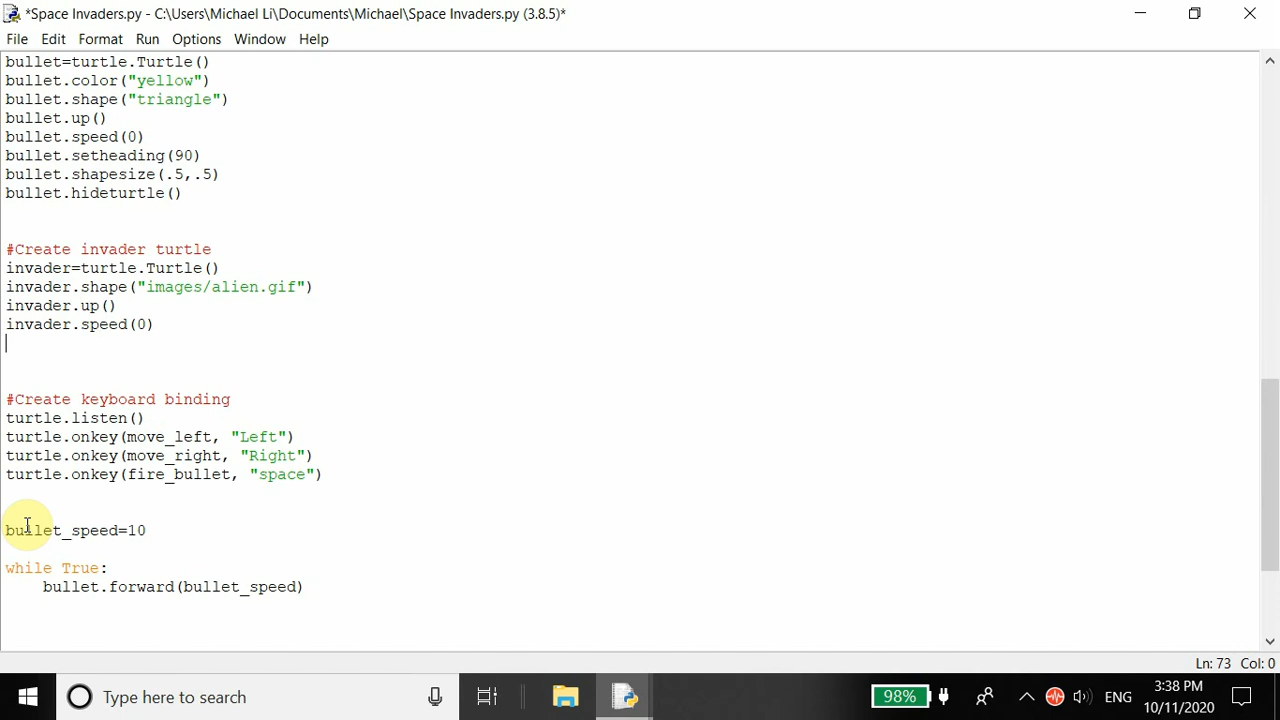 *Space Invaders.py - C:\Users\Michael Li\Documents\Michael\Space Invaders.py (3.8.5)*
File Edit Format Run Options Window Help
bullet=turtle.Turtle()
bullet.color("yellow")
bullet.shape("triangle")
bullet.up()
bullet.speed(0)
bullet.setheading(90)
bullet.shapesize(.5,.5)
bullet.hideturtle()
#Create invader turtle
invader=turtle.Turtle()
invader.shape("images/alien.gif")
invader.up()
invader.speed(0)
#Create keyboard binding
turtle.listen()
turtle.onkey(move_left, "Left")
turtle.onkey(move_right, "Right")
turtle.onkey(fire_bullet, "space")
bullet_speed=10
while True:
    bullet.forward(bullet_speed)
Ln: 73 Col: 0
Type here to search
98%
ENG
3:38 PM
10/11/2020